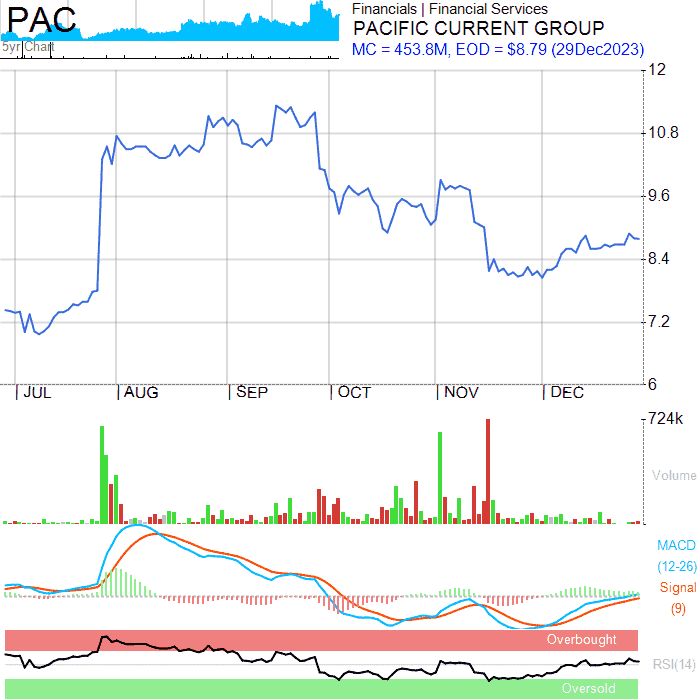 PAC
5yr Chart
Financials | Financial Services
PACIFIC CURRENT GROUP
MC = 453.8M, EOD = $8.79 (29Dec2023)
12
10.8
9.6
8.4
7.2
6
JUL AUG SEP OCT NOV DEC
724k
Volume
MACD
(12-26)
Signal
(9)
Overbought
RSI(14)
Oversold